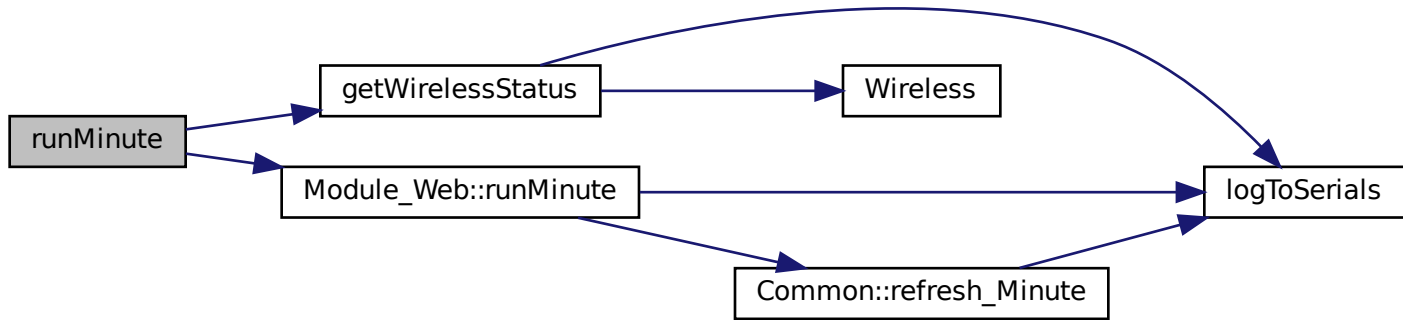 getWirelessStatus
Wireless
runMinute
Module_Web::runMinute
logToSerials
Common::refresh_Minute